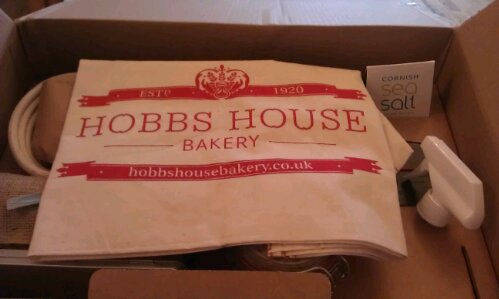 ESTD 1920
HOBBS HOUSE
BAKERY
hobbshousebakery.co.uk
CORNISH
sea
salt